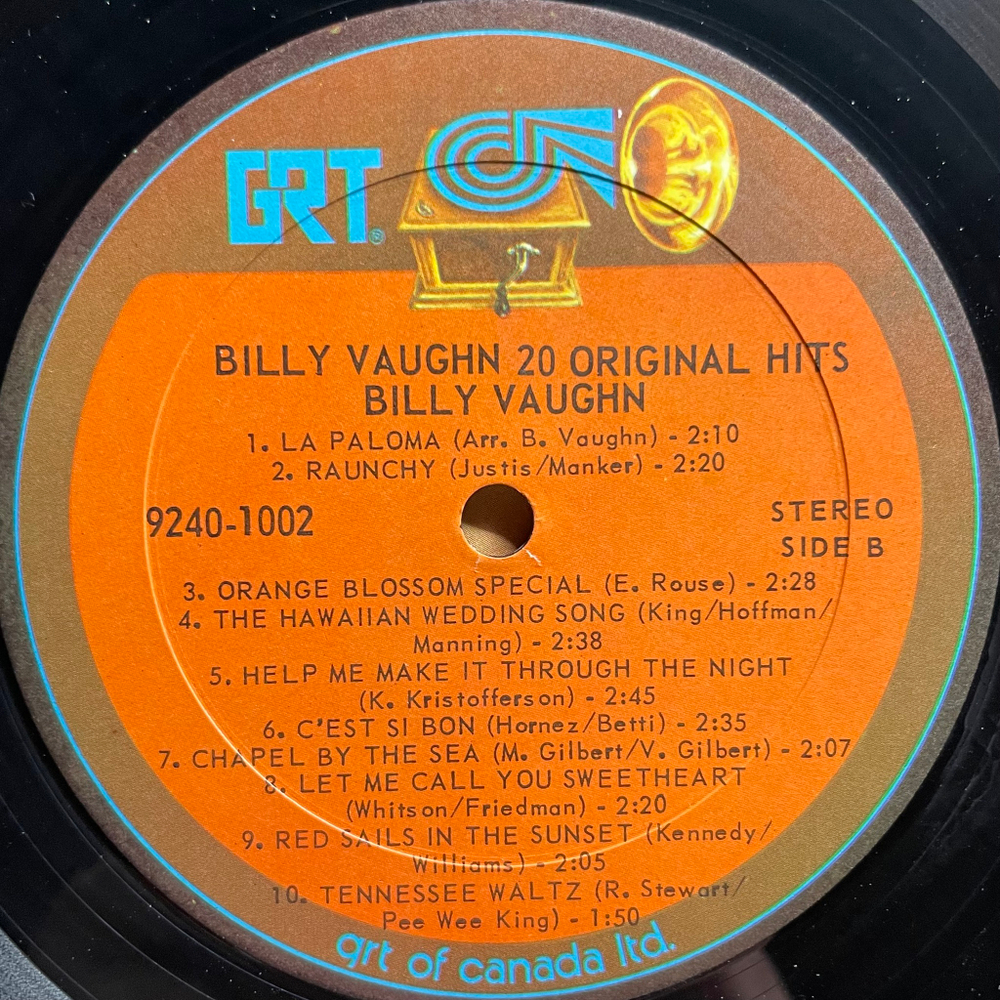 GRT®
BILLY VAUGHN 20 ORIGINAL HITS
BILLY VAUGHN
1. LA PALOMA (Arr. B. Vaughn) - 2:10
2. RAUNCHY (Justis/Manker) - 2:20
9240-1002
STEREO
SIDE B
3. ORANGE BLOSSOM SPECIAL (E. Rouse) - 2:28
4. THE HAWAIIAN WEDDING SONG (King/Hoffman/
Manning) - 2:38
5. HELP ME MAKE IT THROUGH THE NIGHT
(K. Kristofferson) - 2:45
6. C'EST SI BON (Hornez/Betti) - 2:35
7. CHAPEL BY THE SEA (M. Gilbert/V. Gilbert) - 2:07
8. LET ME CALL YOU SWEETHEART
(Whitson/Friedman) - 2:20
9. RED SAILS IN THE SUNSET (Kennedy/
Williams) - 2:05
10. TENNESSEE WALTZ (R. Stewart/
Pee Wee King) - 1:50
grt of canada ltd.